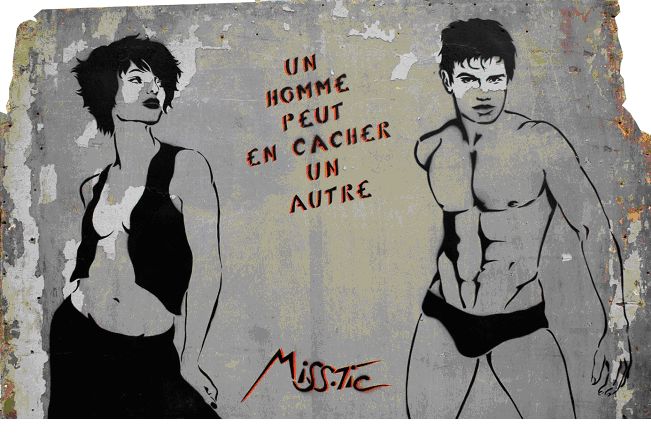 UN
HOMME
PEUT
EN CACHER
UN
AUTRE
Miss.Tic